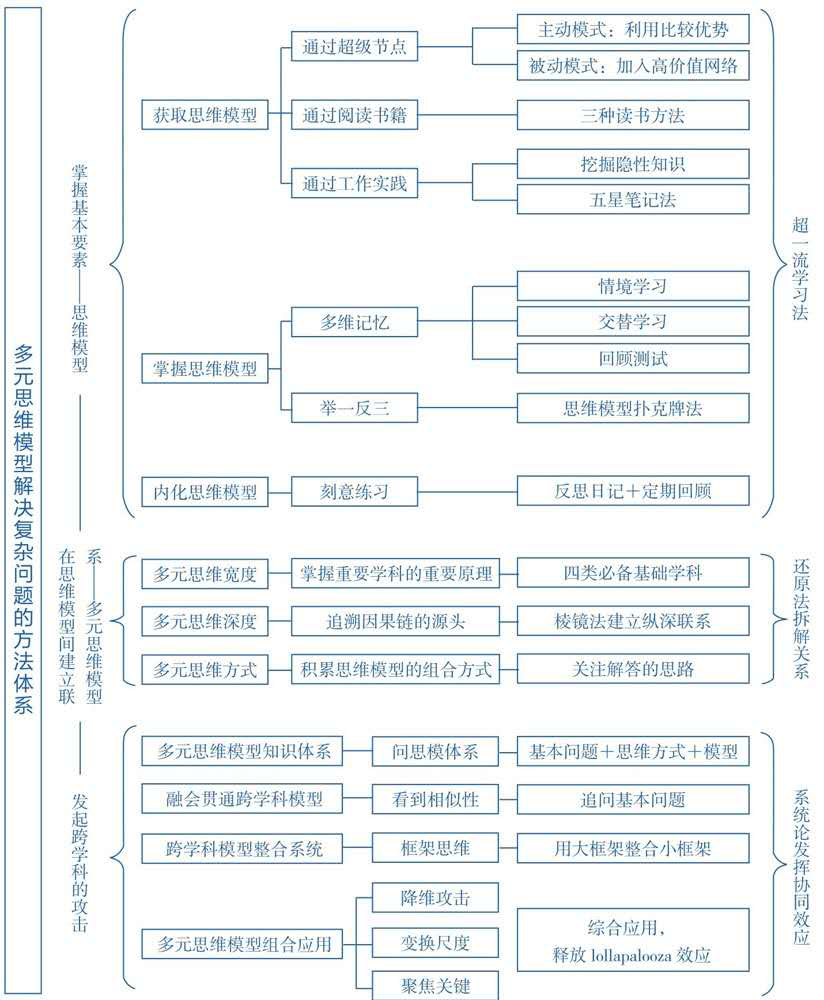 多元思维模型解决复杂问题的方法体系
掌握基本要素——思维模型
获取思维模型
通过超级节点
主动模式：利用比较优势
被动模式：加入高价值网络
通过阅读书籍
三种读书方法
通过工作实践
挖掘隐性知识
五星笔记法
掌握思维模型
多维记忆
情境学习
交替学习
回顾测试
举一反三
思维模型扑克牌法
内化思维模型
刻意练习
反思日记＋定期回顾
超一流学习法
在思维模型间建立联
系——多元思维模型
多元思维宽度
掌握重要学科的重要原理
四类必备基础学科
多元思维深度
追溯因果链的源头
棱镜法建立纵深联系
多元思维方式
积累思维模型的组合方式
关注解答的思路
还原法拆解关系
发起跨学科的攻击
多元思维模型知识体系
问思模体系
基本问题＋思维方式＋模型
融会贯通跨学科模型
看到相似性
追问基本问题
跨学科模型整合系统
框架思维
用大框架整合小框架
多元思维模型组合应用
降维攻击
变换尺度
聚焦关键
综合应用，
释放 lollapalooza 效应
系统论发挥协同效应